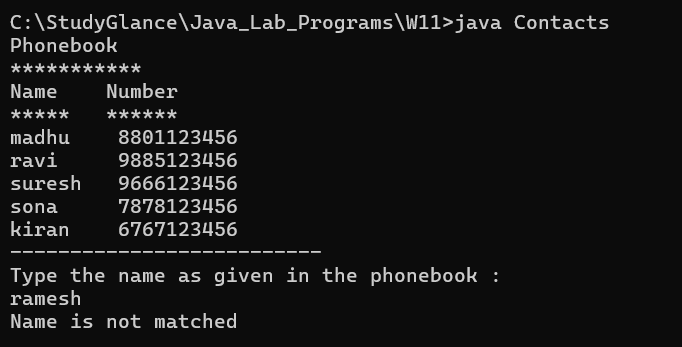 C:\StudyGlance\Java_Lab_Programs\W11>java Contacts
Phonebook
***********
Name    Number
*****   ******
madhu    8801123456
ravi     9885123456
suresh   9666123456
sona     7878123456
kiran    6767123456
--------------------------
Type the name as given in the phonebook :
ramesh
Name is not matched